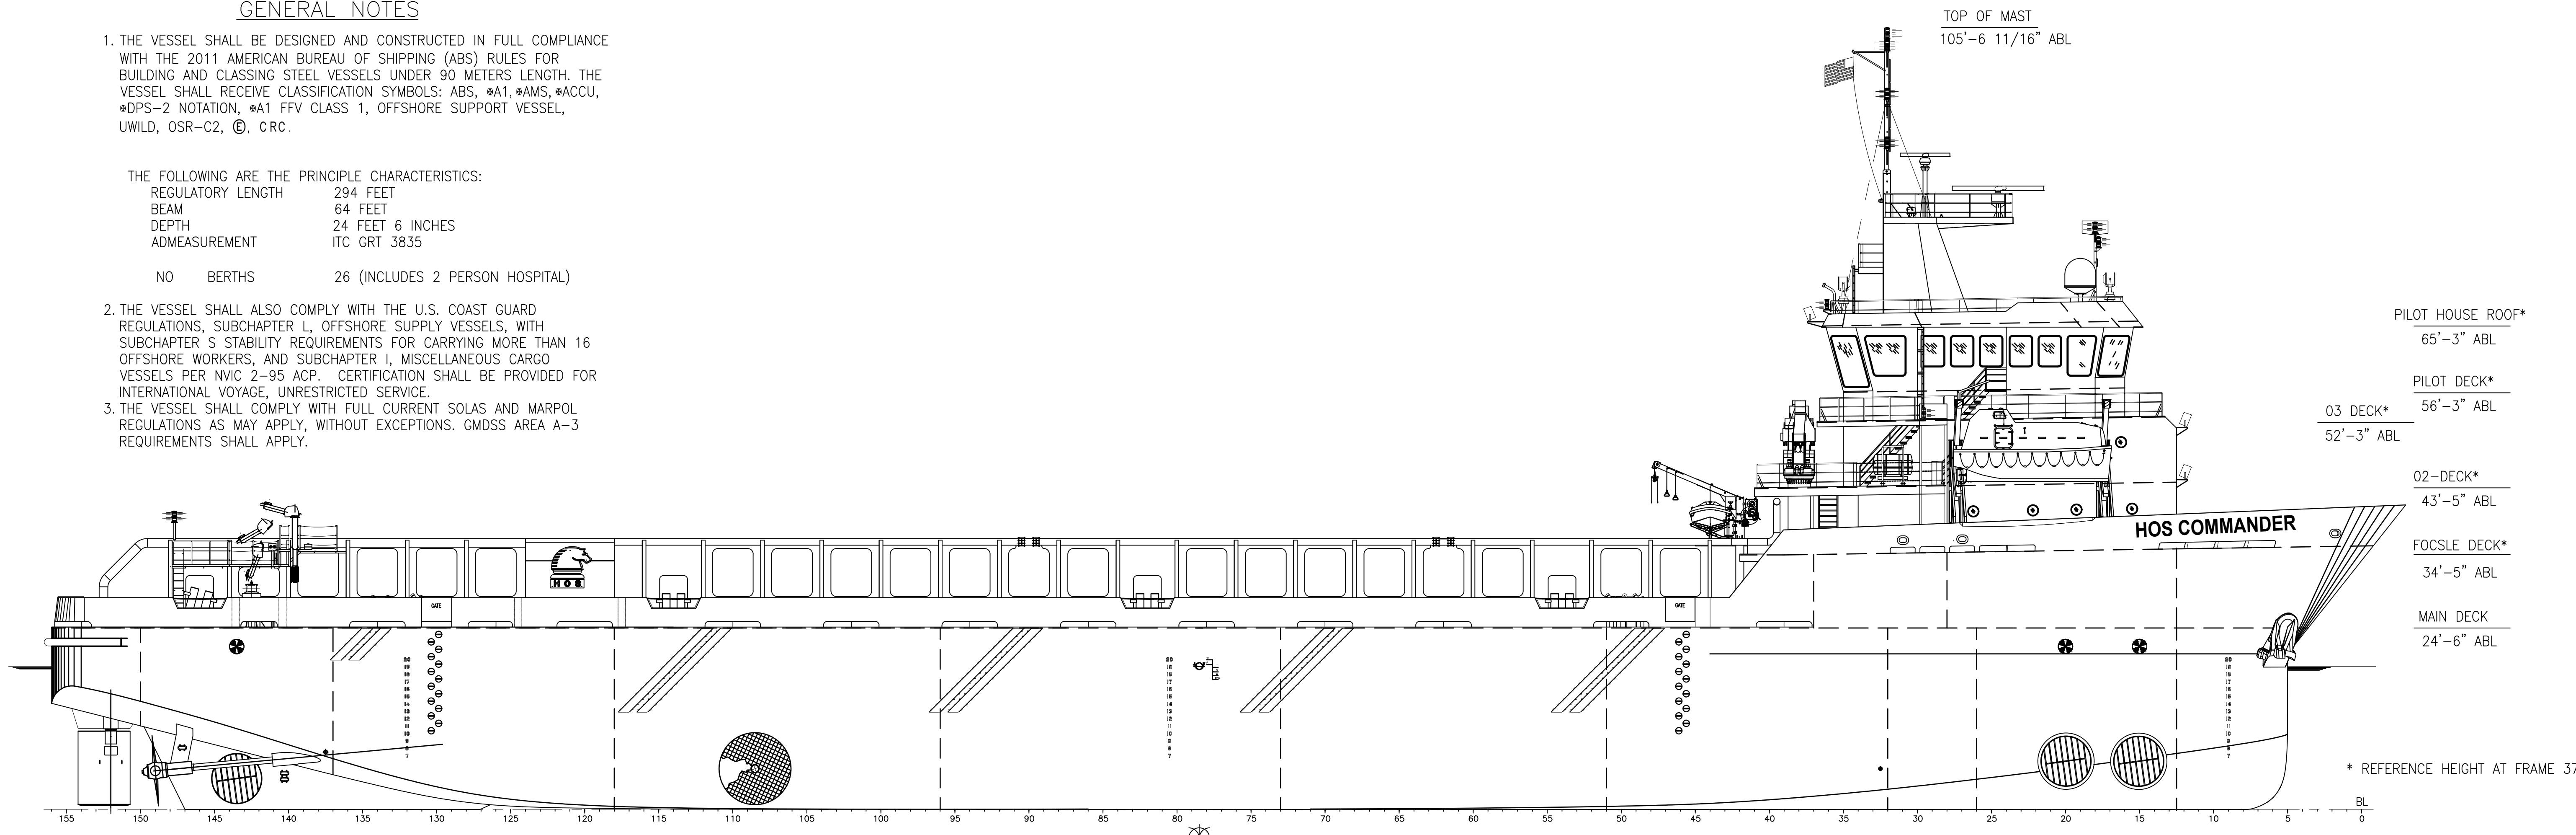 GENERAL NOTES
1. THE VESSEL SHALL BE DESIGNED AND CONSTRUCTED IN FULL COMPLIANCE
WITH THE 2011 AMERICAN BUREAU OF SHIPPING (ABS) RULES FOR
BUILDING AND CLASSING STEEL VESSELS UNDER 90 METERS LENGTH. THE
VESSEL SHALL RECEIVE CLASSIFICATION SYMBOLS: ABS, ✠A1, ✠AMS, ✠ACCU,
✠DPS-2 NOTATION, ✠A1 FFV CLASS 1, OFFSHORE SUPPORT VESSEL,
UWILD, OSR-C2, Ⓔ, CRC.
THE FOLLOWING ARE THE PRINCIPLE CHARACTERISTICS:
REGULATORY LENGTH 294 FEET
BEAM 64 FEET
DEPTH 24 FEET 6 INCHES
ADMEASUREMENT ITC GRT 3835
NO BERTHS 26 (INCLUDES 2 PERSON HOSPITAL)
2. THE VESSEL SHALL ALSO COMPLY WITH THE U.S. COAST GUARD
REGULATIONS, SUBCHAPTER L, OFFSHORE SUPPLY VESSELS, WITH
SUBCHAPTER S STABILITY REQUIREMENTS FOR CARRYING MORE THAN 16
OFFSHORE WORKERS, AND SUBCHAPTER I, MISCELLANEOUS CARGO
VESSELS PER NVIC 2-95 ACP. CERTIFICATION SHALL BE PROVIDED FOR
INTERNATIONAL VOYAGE, UNRESTRICTED SERVICE.
3. THE VESSEL SHALL COMPLY WITH FULL CURRENT SOLAS AND MARPOL
REGULATIONS AS MAY APPLY, WITHOUT EXCEPTIONS. GMDSS AREA A-3
REQUIREMENTS SHALL APPLY.
TOP OF MAST
105'-6 11/16" ABL
PILOT HOUSE ROOF*
65'-3" ABL
PILOT DECK*
56'-3" ABL
03 DECK*
52'-3" ABL
02-DECK*
43'-5" ABL
FOCSLE DECK*
34'-5" ABL
MAIN DECK
24'-6" ABL
HOS COMMANDER
H O S
GATE
GATE
* REFERENCE HEIGHT AT FRAME 37
BL
155 150 145 140 135 130 125 120 115 110 105 100 95 90 85 80 75 70 65 60 55 50 45 40 35 30 25 20 15 10 5 0